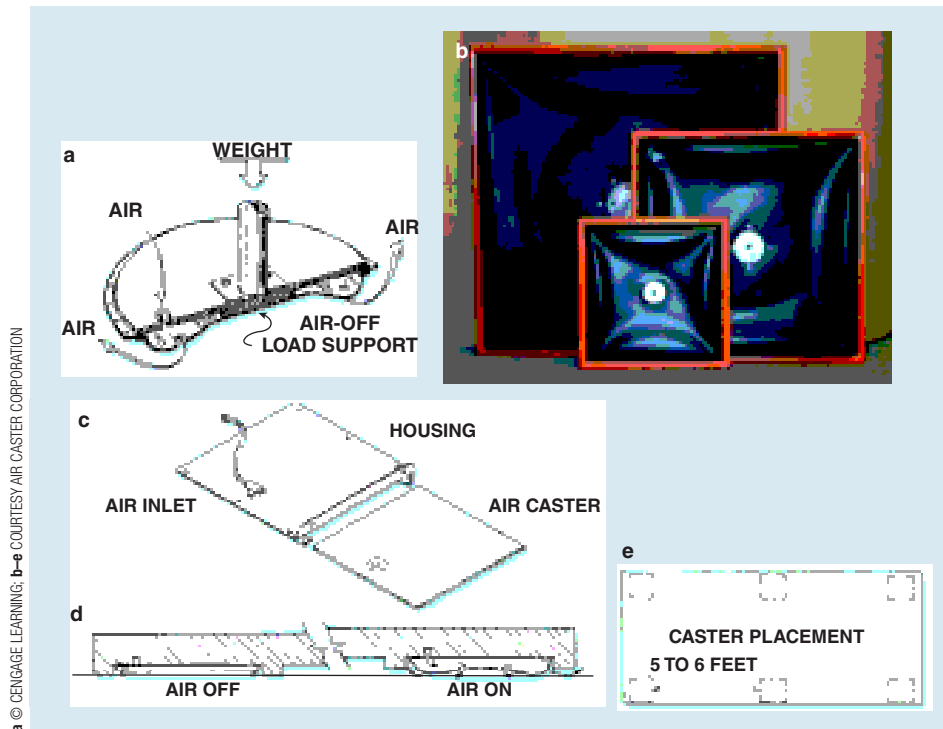 a
WEIGHT
AIR
AIR
AIR
AIR-OFF
LOAD SUPPORT
b
c
HOUSING
AIR INLET
AIR CASTER
d
AIR OFF
AIR ON
e
CASTER PLACEMENT
5 TO 6 FEET
a © CENGAGE LEARNING; b–e COURTESY AIR CASTER CORPORATION